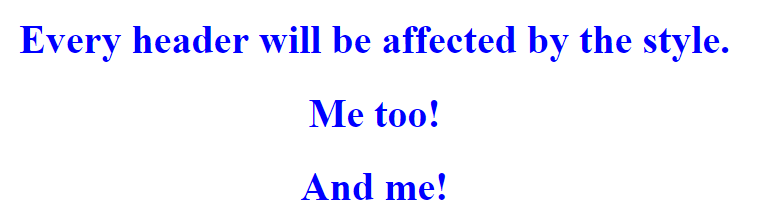 Every header will be affected by the style.
Me too!
And me!